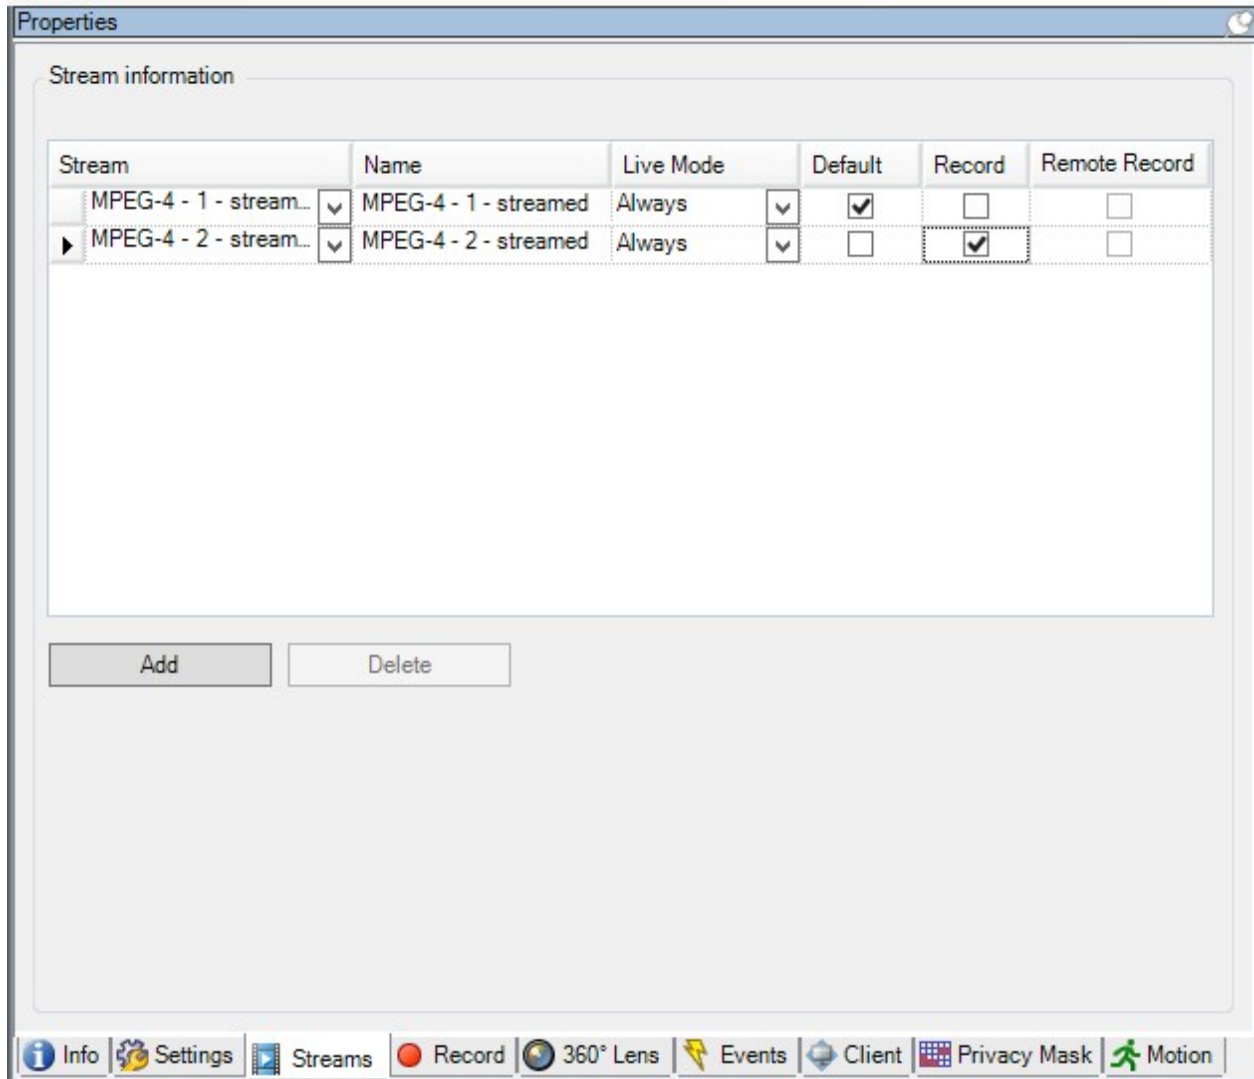 Properties
Stream information
Stream Name Live Mode Default Record Remote Record
MPEG-4 - 1 - stream... MPEG-4 - 1 - streamed Always
MPEG-4 - 2 - stream... MPEG-4 - 2 - streamed Always
Add Delete
Info Settings Streams Record 360° Lens Events Client Privacy Mask Motion